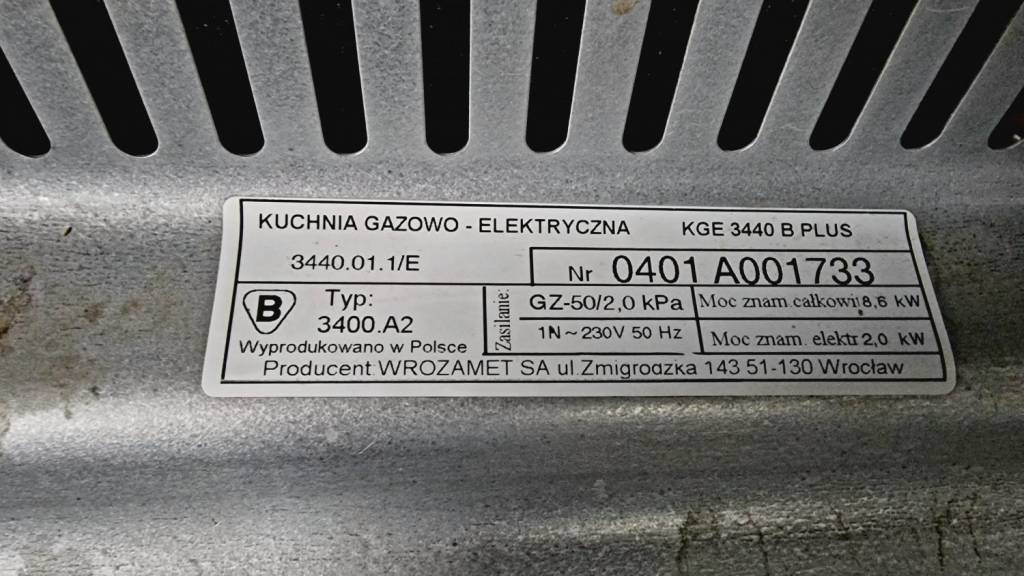 KUCHNIA GAZOWO - ELEKTRYCZNA KGE 3440 B PLUS
3440.01.1/E Nr 0401 A001733
B Typ:
3400.A2
Wyprodukowano w Polsce
Zasilanie:
GZ-50/2,0 kPa Moc znam.całkowi 8,6 kW
1N ~ 230V 50 Hz Moc znam. elektr 2,0 kW
Producent WROZAMET SA ul.Zmigrodzka 143 51-130 Wrocław